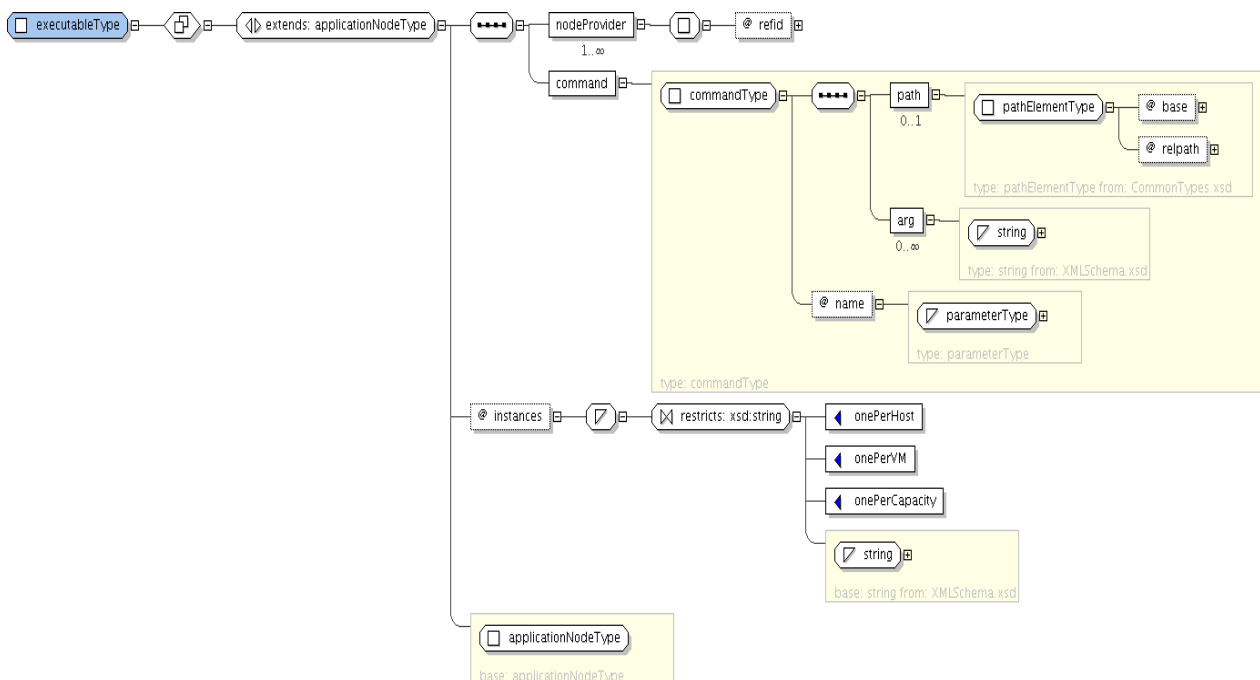 executableType
extends: applicationNodeType
nodeProvider
@ refid
1..∞
command
commandType
path
0..1
pathElementType
@ base
@ relpath
type: pathElementType from: CommonTypes.xsd
arg
0..∞
string
type: string from: XMLSchema.xsd
@ name
parameterType
type: parameterType
type: commandType
@ instances
restricts: xsd:string
onePerHost
onePerVM
onePerCapacity
string
base: string from: XMLSchema.xsd
applicationNodeType
base: applicationNodeType